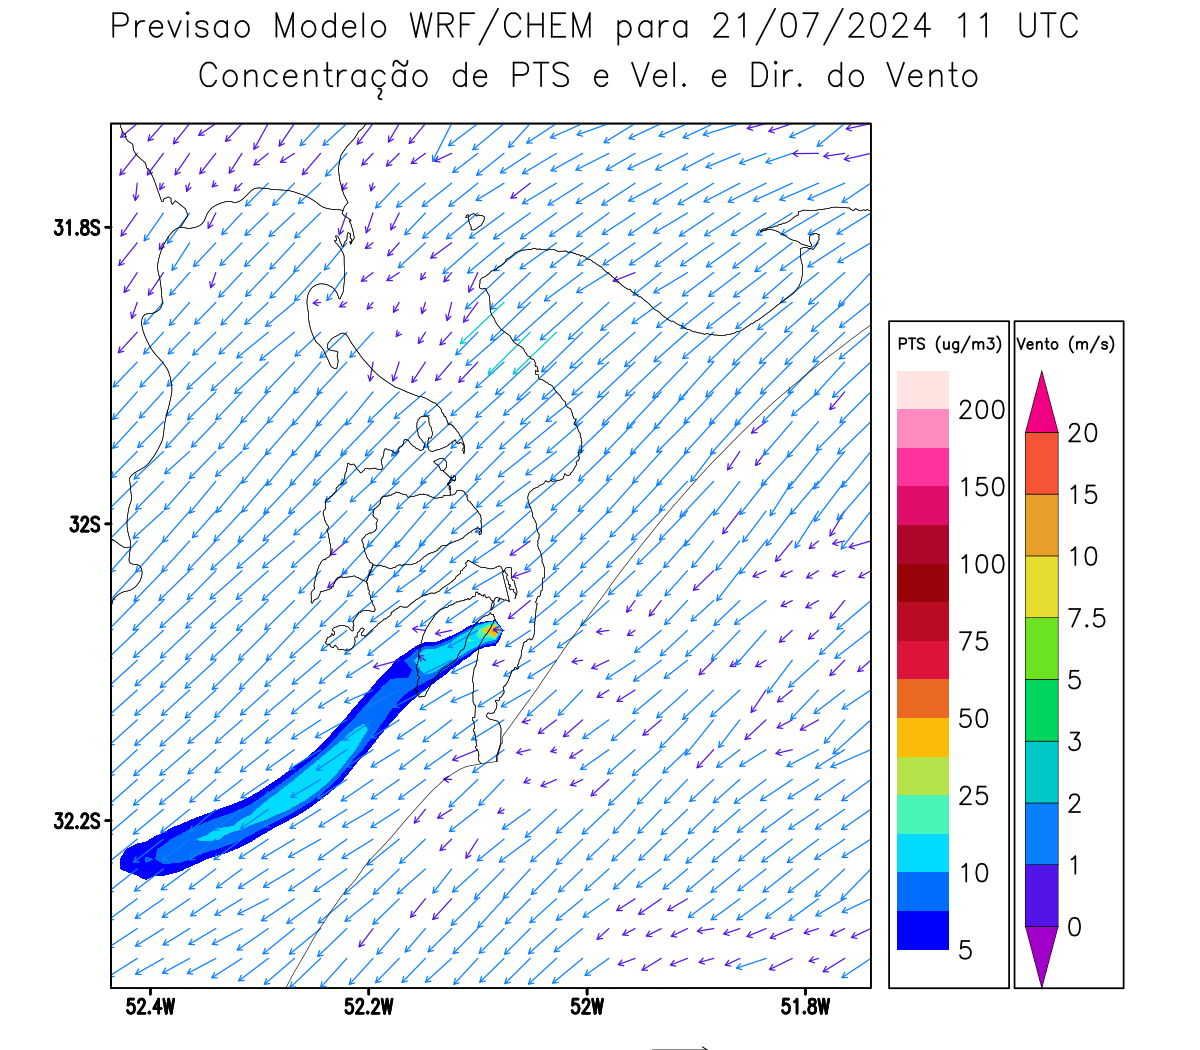 Previsao Modelo WRF/CHEM para 21/07/2024 11 UTC
Concentração de PTS e Vel. e Dir. do Vento
31.8S
32S
32.2S
52.4W
52.2W
52W
51.8W
PTS (ug/m3)
200
150
100
75
50
25
10
5
Vento (m/s)
20
15
10
7.5
5
3
2
1
0